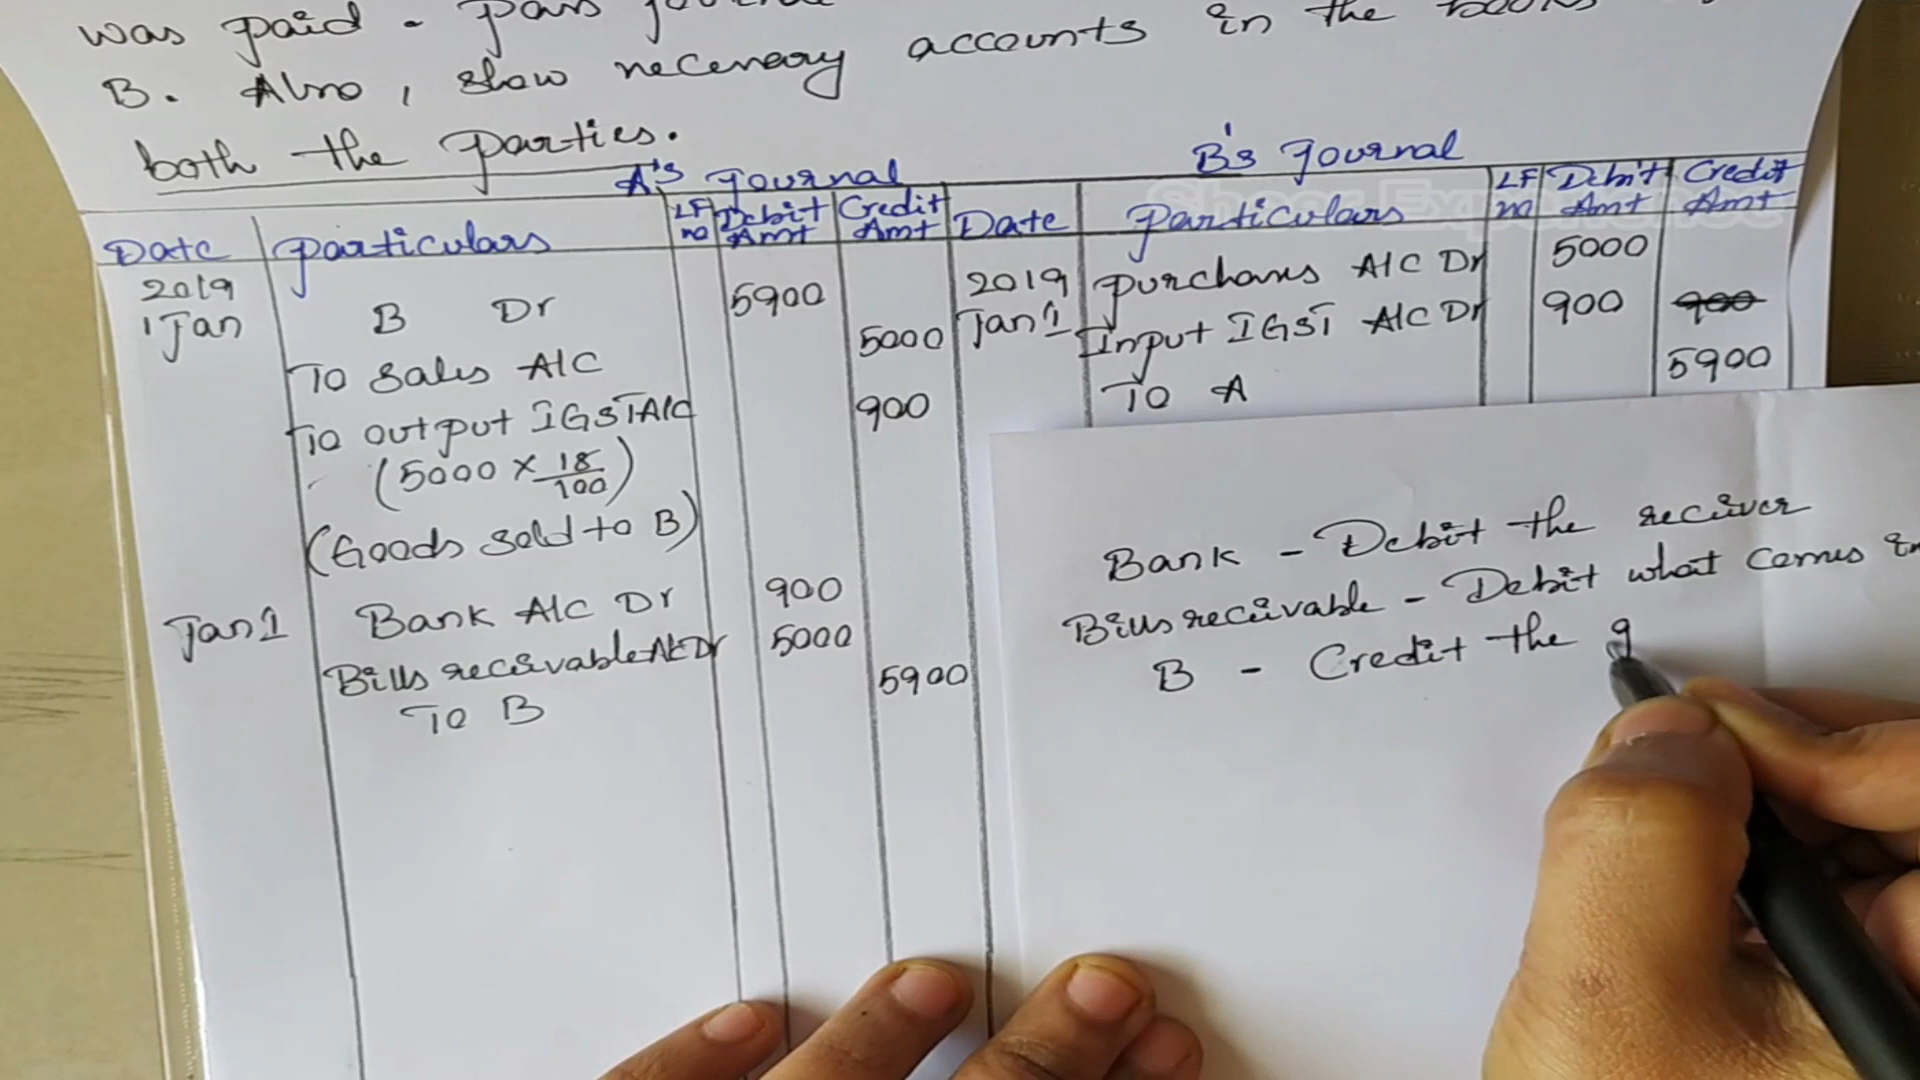 was paid - pass
B. Also, show necessary accounts in the books
both the parties.
A's Journal
Date Particulars LF no Debit Amt Credit Amt
2019
1 Jan B Dr 5900
To Sales A/C 5000
To output IGST A/C 900
(5000 × 18/100)
(Goods sold to B)
Jan 1 Bank A/C Dr 900
Bills receivable A/c Dr 5000
To B 5900
B's Journal
Date Particulars LF no Debit Amt Credit Amt
2019 Purchases A/C Dr 5000
Jan 1 Input IGST A/C Dr 900 900
To A 5900
Bank - Debit the reciver
Bills receivable - Debit what comes in
B - Credit the g